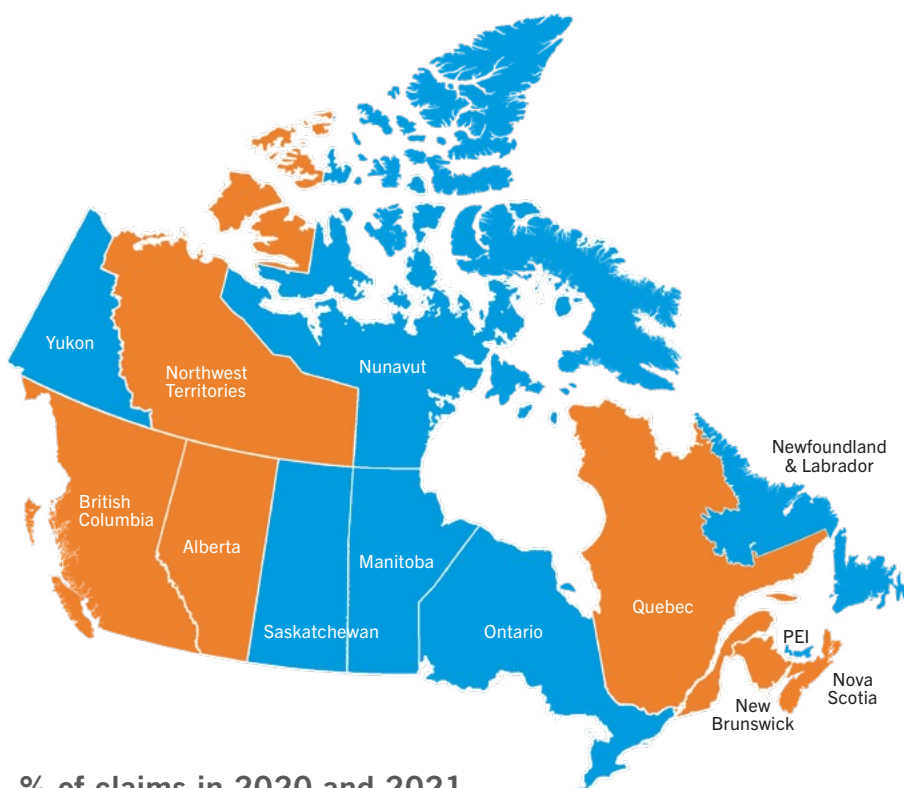 Yukon
Northwest
Territories
Nunavut
Newfoundland
& Labrador
British
Columbia
Alberta
Manitoba
Saskatchewan
Ontario
Quebec
PEI
Nova
Scotia
New
Brunswick
% of claims in 2020 and 2021